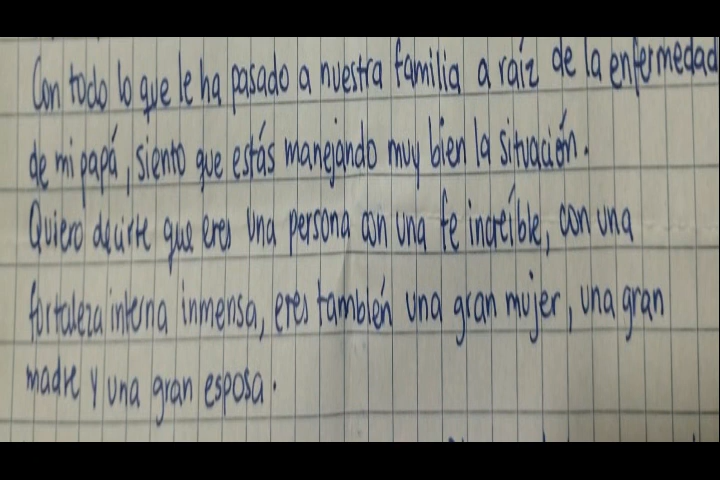 Con todo lo que le ha pasado a nuestra familia a raíz de la enfermedad
de mi papá, siento que estás manejando muy bien la situación.
Quiero decirte que eres una persona con una fe increíble, con una
fortaleza interna inmensa, eres también una gran mujer, una gran
madre y una gran esposa.